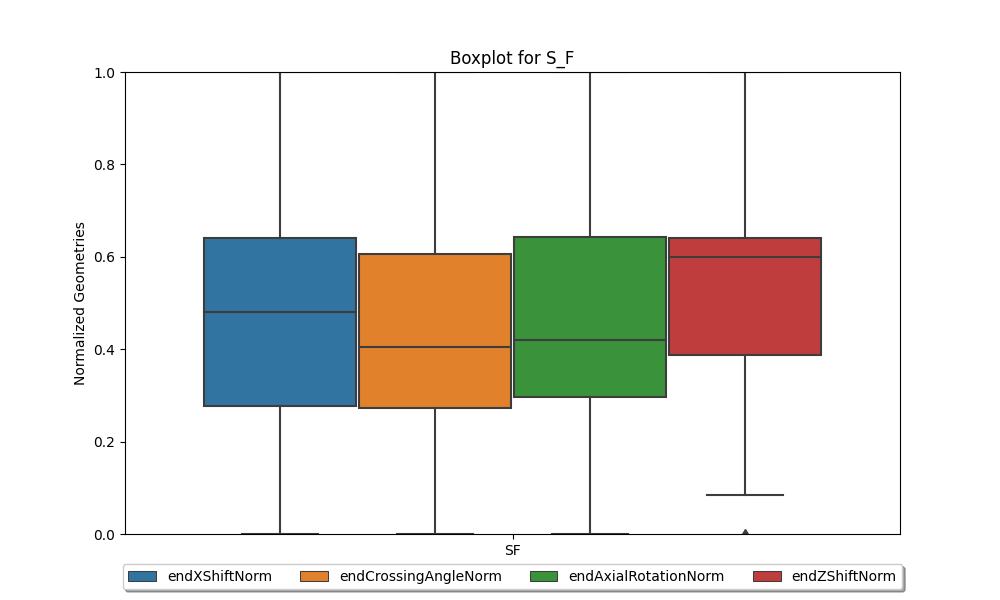 Boxplot for S_F
1.0
0.8
0.6
0.4
0.2
0.0
Normalized Geometries
SF
endXShiftNorm endCrossingAngleNorm endAxialRotationNorm endZShiftNorm